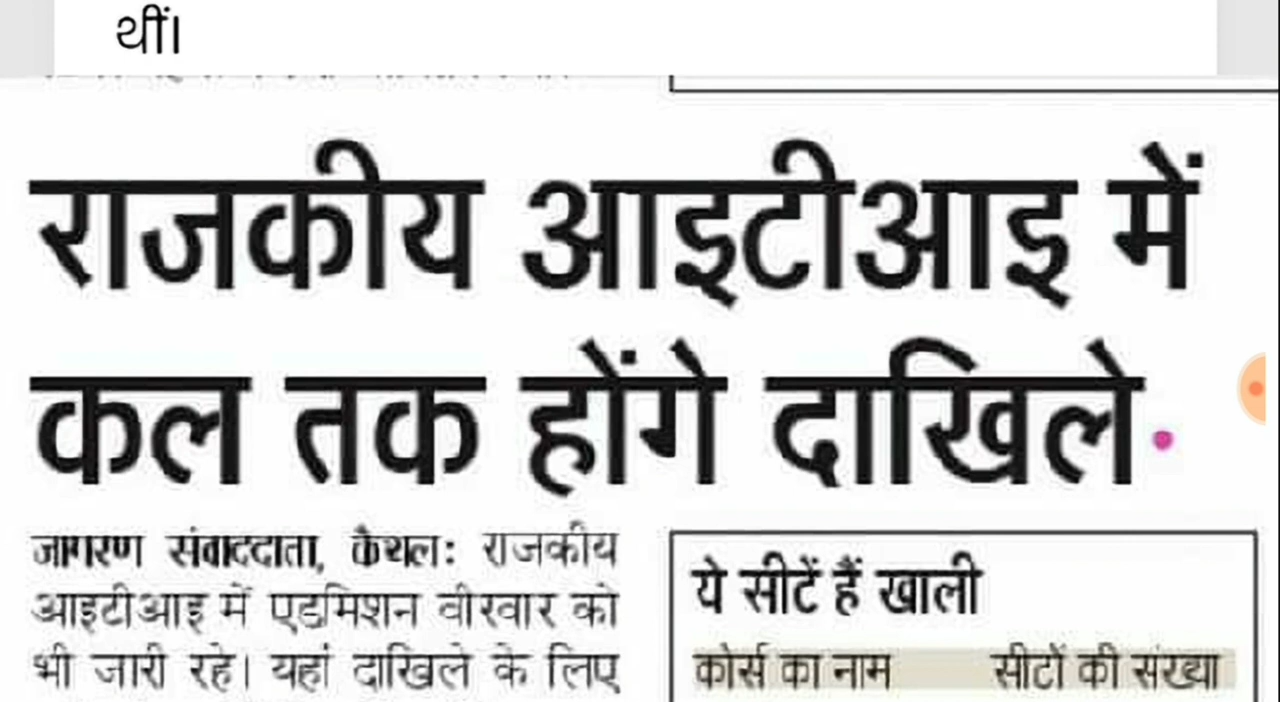 थीं।
राजकीय आइटीआइ में
कल तक होंगे दाखिले
जागरण संवाददाता, कैथल: राजकीय
आइटीआइ में एडमिशन वीरवार को
भी जारी रहे। यहां दाखिले के लिए
ये सीटें हैं खाली
कोर्स का नाम सीटों की संख्या